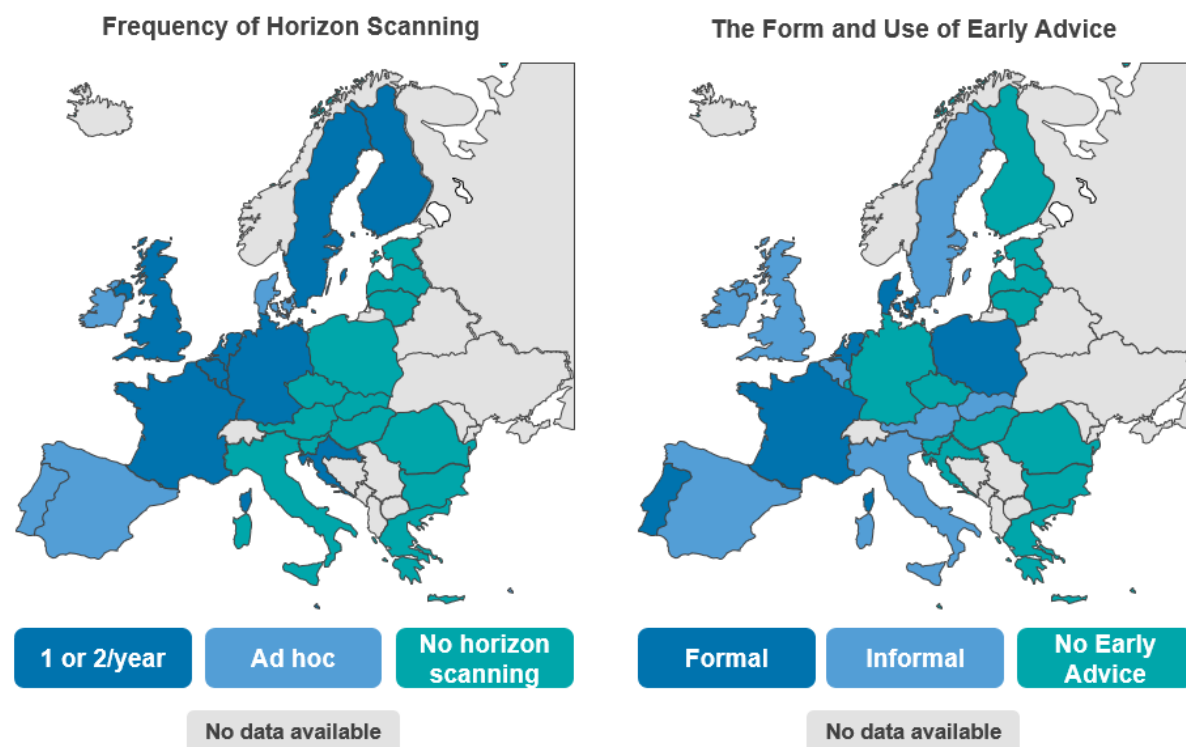 Frequency of Horizon Scanning
1 or 2/year
Ad hoc
No horizon
scanning
No data available
The Form and Use of Early Advice
Formal
Informal
No Early
Advice
No data available